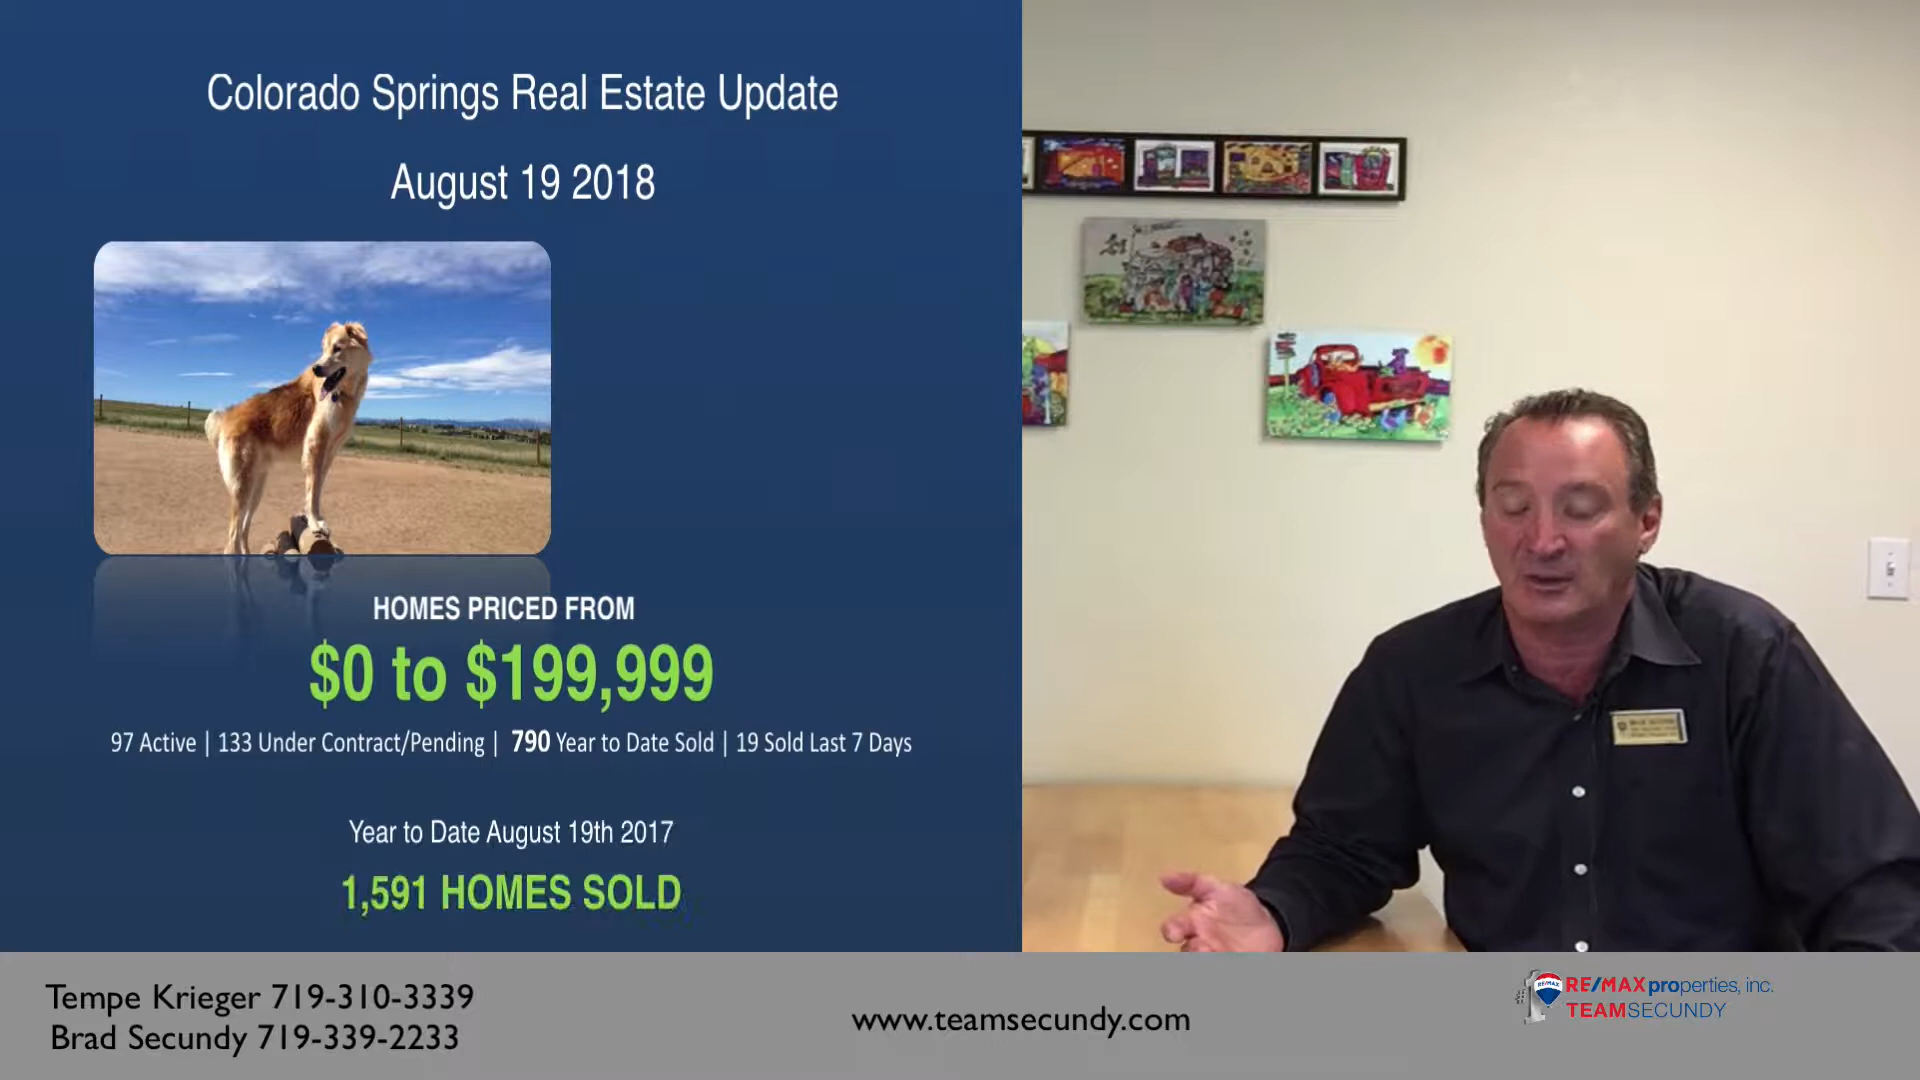 Colorado Springs Real Estate Update
August 19 2018
HOMES PRICED FROM
$0 to $199,999
97 Active | 133 Under Contract/Pending | 790 Year to Date Sold | 19 Sold Last 7 Days
Year to Date August 19th 2017
1,591 HOMES SOLD
Tempe Krieger 719-310-3339
Brad Secundy 719-339-2233
www.teamsecundy.com
RE/MAX
RE/MAX properties, inc.
TEAMSECUNDY